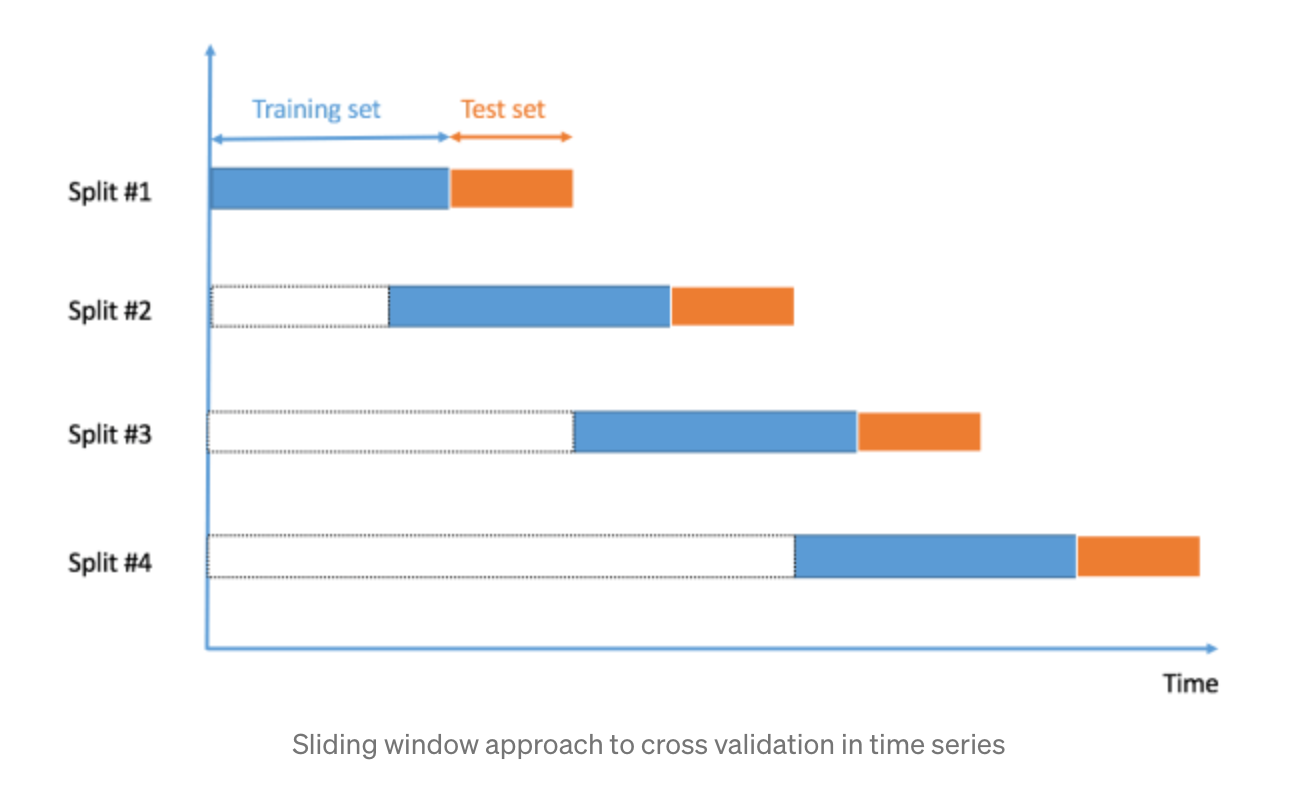 Training set
Test set
Split #1
Split #2
Split #3
Split #4
Time
Sliding window approach to cross validation in time series